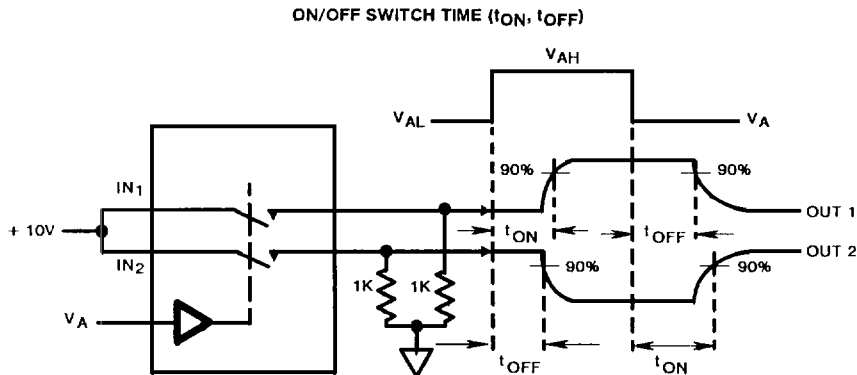 ON/OFF SWITCH TIME (tON, tOFF)
VAH
VAL
VA
90%
90%
IN1
OUT 1
+ 10V
tON
tOFF
OUT 2
IN2
90%
90%
1K
1K
VA
tOFF
tON